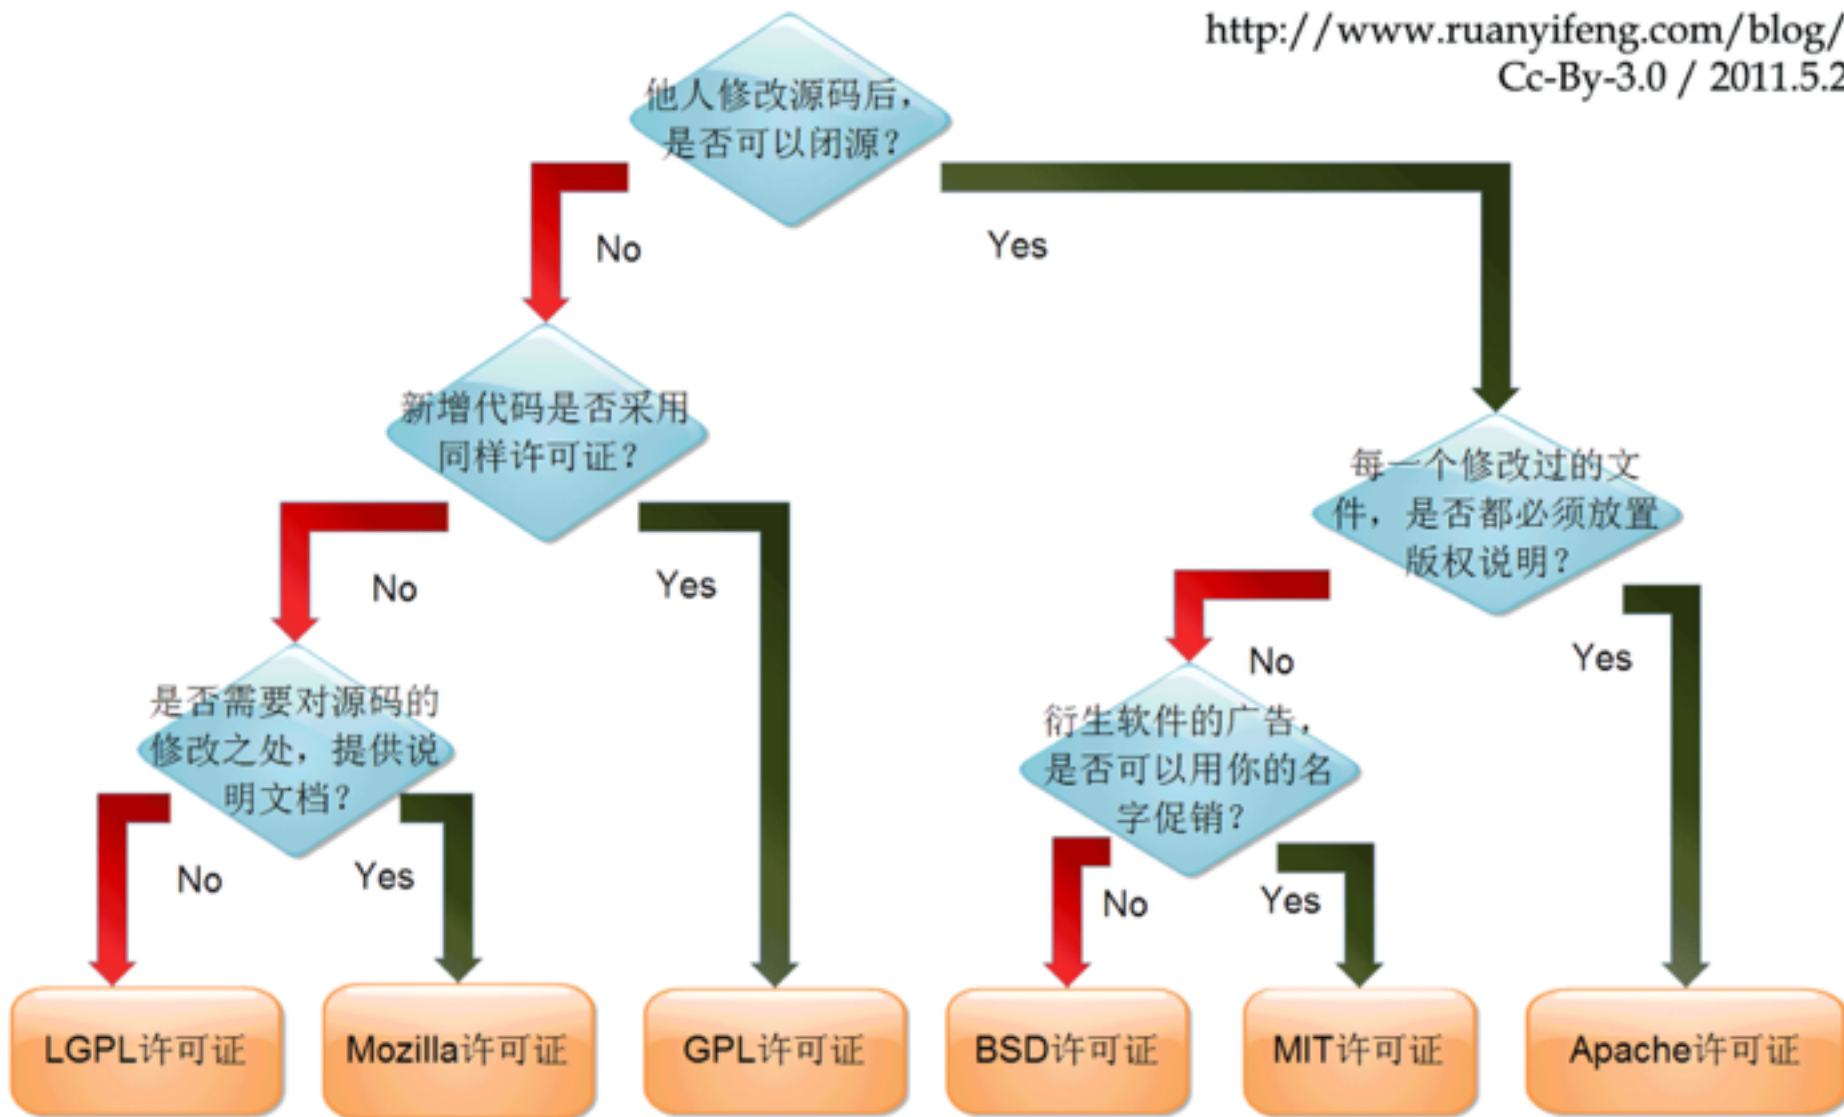 http://www.ruanyifeng.com/blog/
Cc-By-3.0 / 2011.5.2
他人修改源码后，
是否可以闭源？
No
Yes
新增代码是否采用
同样许可证？
每一个修改过的文
件，是否都必须放置
版权说明？
No
Yes
No
Yes
是否需要对源码的
修改之处，提供说
明文档？
衍生软件的广告，
是否可以用你的名
字促销？
No
Yes
No
Yes
LGPL许可证
Mozilla许可证
GPL许可证
BSD许可证
MIT许可证
Apache许可证